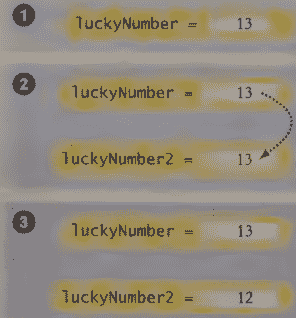 1
luckyNumber = 13
2
luckyNumber = 13
luckyNumber2 = 13
3
luckyNumber = 13
luckyNumber2 = 12